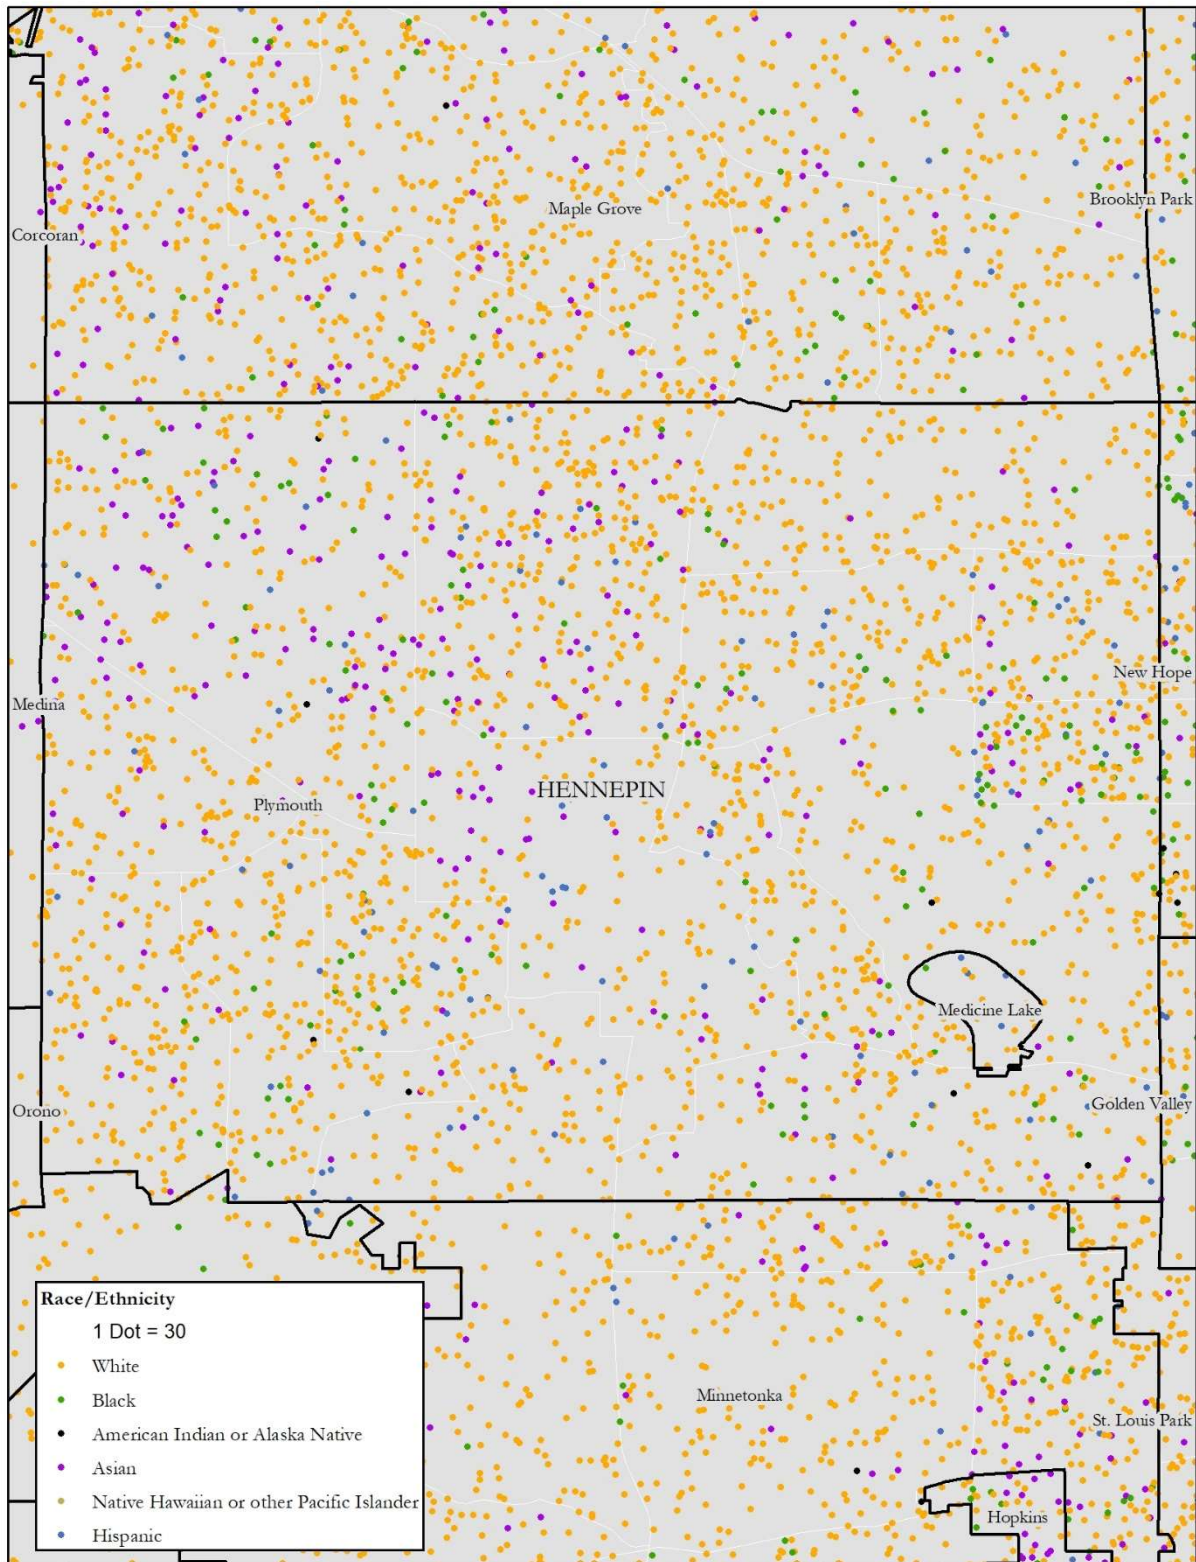 Maple Grove
Brooklyn Park
Corcoran
New Hope
Medina
HENNEPIN
Plymouth
Medicine Lake
Orono
Golden Valley
Race/Ethnicity
1 Dot = 30
White
Black
American Indian or Alaska Native
Asian
Native Hawaiian or other Pacific Islander
Hispanic
Minnetonka
St. Louis Park
Hopkins